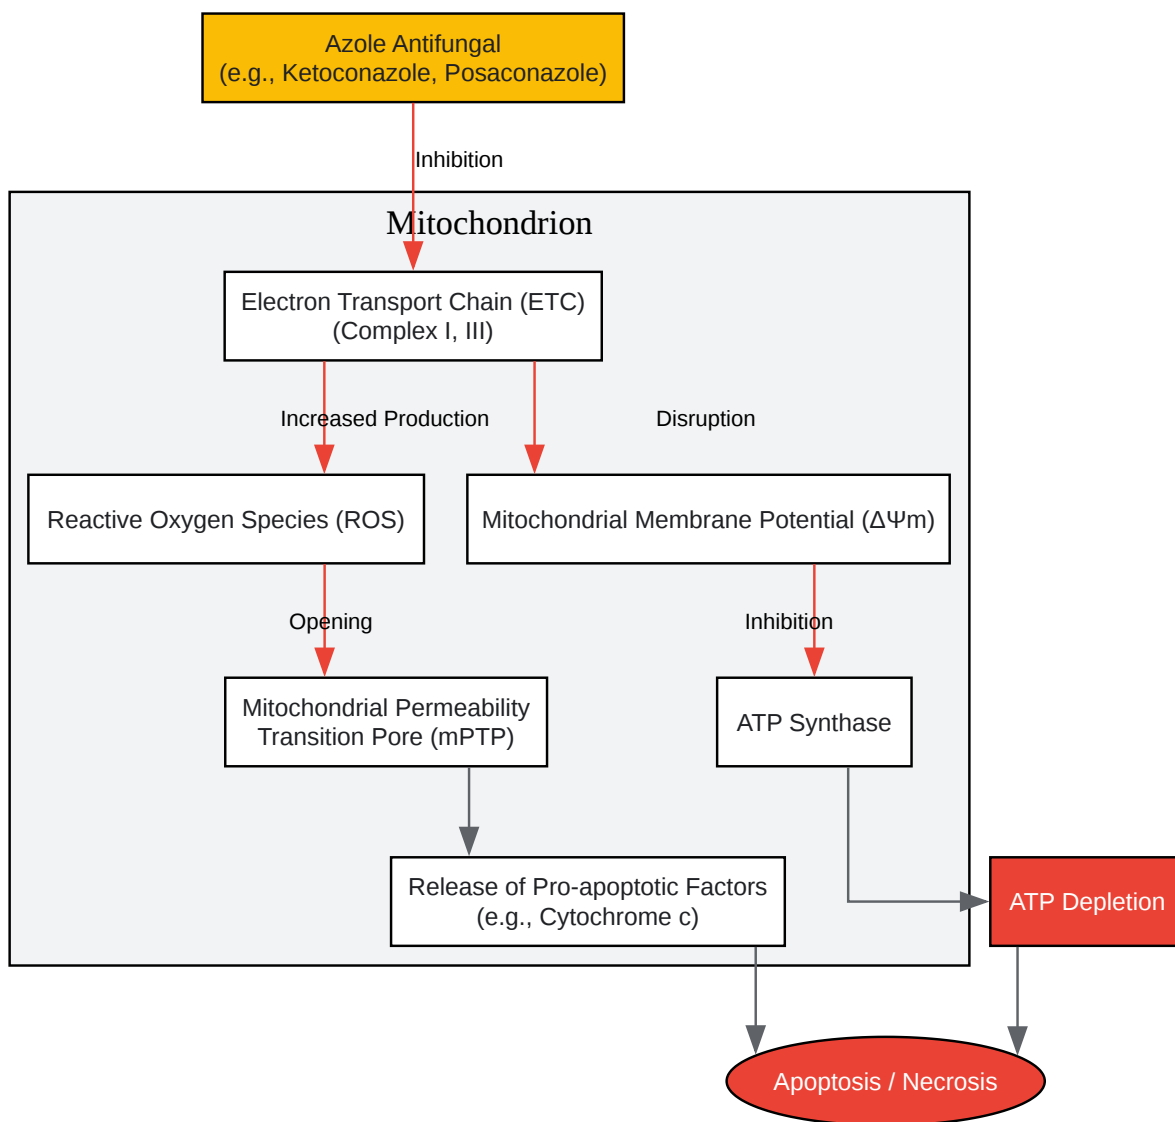 Azole Antifungal
(e.g., Ketoconazole, Posaconazole)
Inhibition
Mitochondrion
Electron Transport Chain (ETC)
(Complex I, III)
Increased Production
Disruption
Reactive Oxygen Species (ROS)
Mitochondrial Membrane Potential (ΔΨm)
Opening
Inhibition
Mitochondrial Permeability
Transition Pore (mPTP)
ATP Synthase
Release of Pro-apoptotic Factors
(e.g., Cytochrome c)
ATP Depletion
Apoptosis / Necrosis